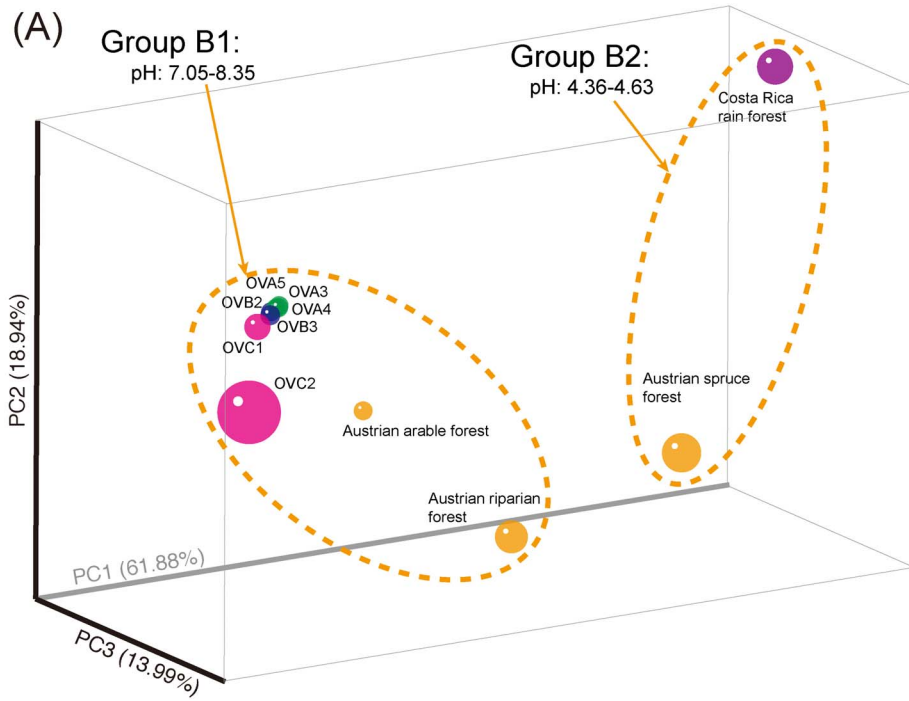 (A)
Group B1:
pH: 7.05-8.35
Group B2:
pH: 4.36-4.63
Costa Rica
rain forest
OVA5
OVA3
OVB2
OVA4
OVB3
OVC1
OVC2
Austrian arable forest
Austrian spruce
forest
Austrian riparian
forest
PC2 (18.94%)
PC1 (61.88%)
PC3 (13.99%)